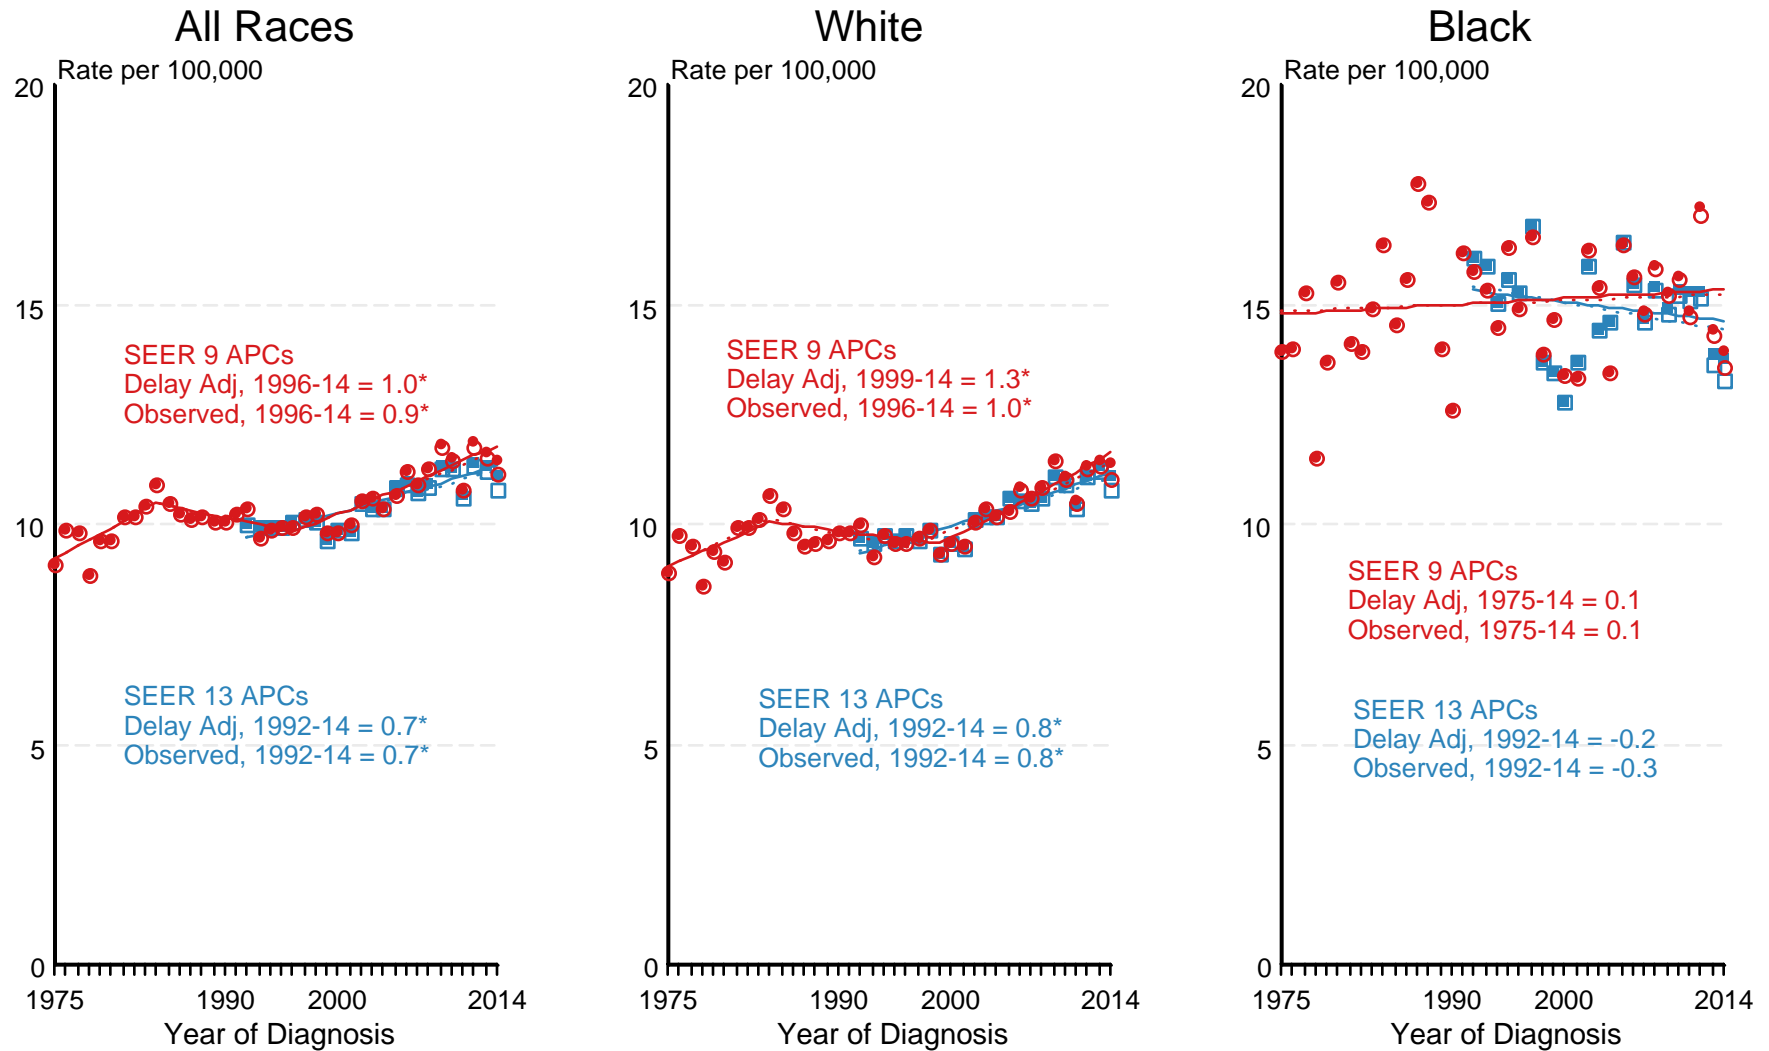 All Races
Rate per 100,000
20
15
10
5
0
SEER 9 APCs
Delay Adj, 1996-14 = 1.0*
Observed, 1996-14 = 0.9*
SEER 13 APCs
Delay Adj, 1992-14 = 0.7*
Observed, 1992-14 = 0.7*
1975 1990 2000 2014
Year of Diagnosis
White
Rate per 100,000
20
15
10
5
0
SEER 9 APCs
Delay Adj, 1999-14 = 1.3*
Observed, 1996-14 = 1.0*
SEER 13 APCs
Delay Adj, 1992-14 = 0.8*
Observed, 1992-14 = 0.8*
1975 1990 2000 2014
Year of Diagnosis
Black
Rate per 100,000
20
15
10
5
0
SEER 9 APCs
Delay Adj, 1975-14 = 0.1
Observed, 1975-14 = 0.1
SEER 13 APCs
Delay Adj, 1992-14 = -0.2
Observed, 1992-14 = -0.3
1975 1990 2000 2014
Year of Diagnosis